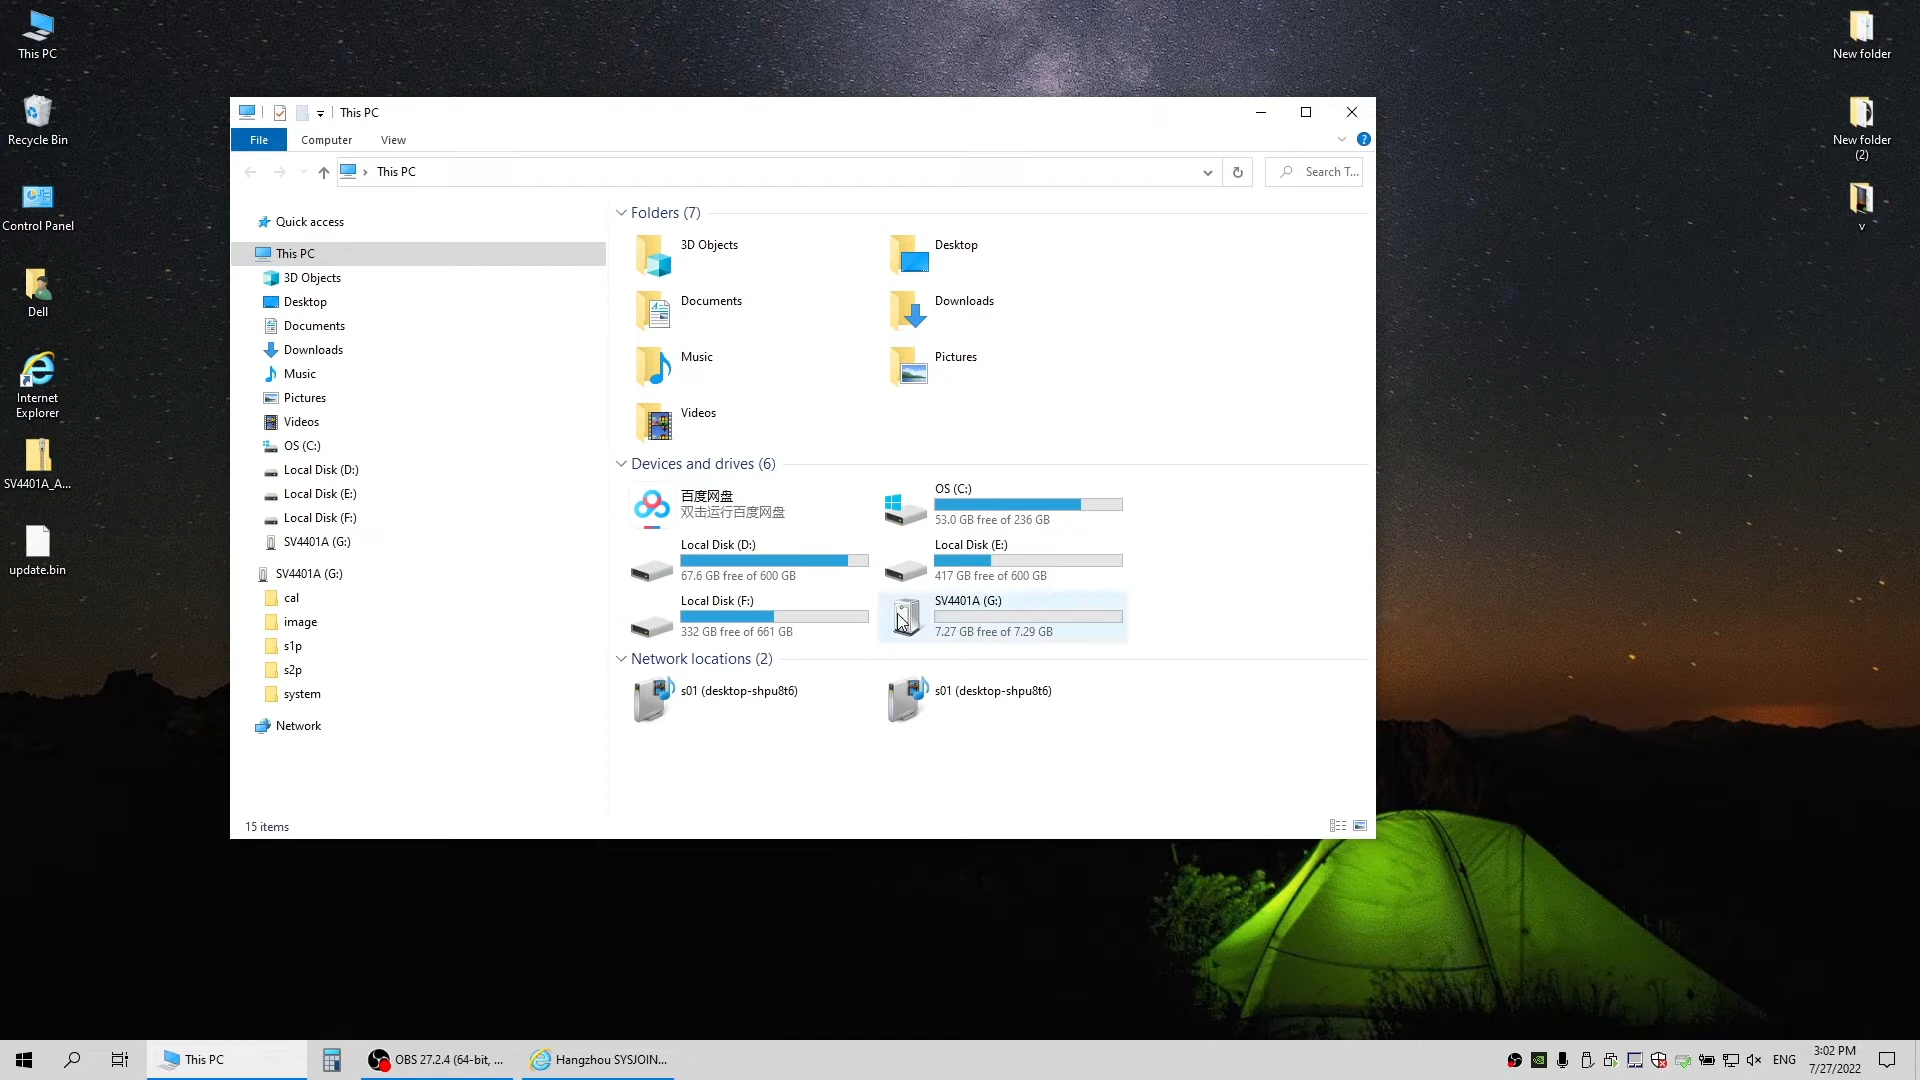 This PC
Recycle Bin
Control Panel
Dell
Internet
Explorer
SV4401A_A...
update.bin
New folder
New folder
(2)
v
This PC
File
Computer
View
This PC
Search T...
Quick access
This PC
3D Objects
Desktop
Documents
Downloads
Music
Pictures
Videos
OS (C:)
Local Disk (D:)
Local Disk (E:)
Local Disk (F:)
SV4401A (G:)
SV4401A (G:)
cal
image
s1p
s2p
system
Network
Folders (7)
3D Objects
Desktop
Documents
Downloads
Music
Pictures
Videos
Devices and drives (6)
百度网盘
双击运行百度网盘
OS (C:)
53.0 GB free of 236 GB
Local Disk (D:)
67.6 GB free of 600 GB
Local Disk (E:)
417 GB free of 600 GB
Local Disk (F:)
332 GB free of 661 GB
SV4401A (G:)
7.27 GB free of 7.29 GB
Network locations (2)
s01 (desktop-shpu8t6)
s01 (desktop-shpu8t6)
15 items
This PC
OBS 27.2.4 (64-bit, ...
Hangzhou SYSJOIN...
ENG
3:02 PM
7/27/2022